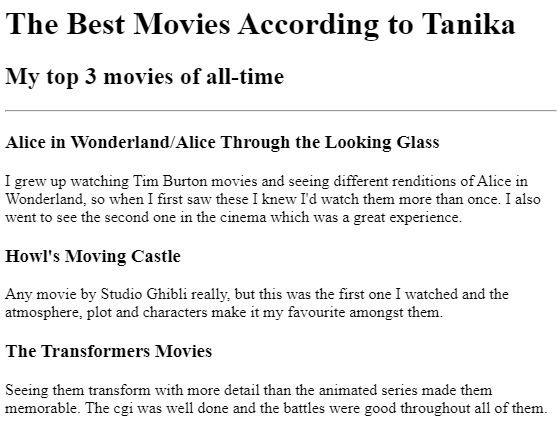 The Best Movies According to Tanika
My top 3 movies of all-time
Alice in Wonderland/Alice Through the Looking Glass
I grew up watching Tim Burton movies and seeing different renditions of Alice in
Wonderland, so when I first saw these I knew I'd watch them more than once. I also
went to see the second one in the cinema which was a great experience.
Howl's Moving Castle
Any movie by Studio Ghibli really, but this was the first one I watched and the
atmosphere, plot and characters make it my favourite amongst them.
The Transformers Movies
Seeing them transform with more detail than the animated series made them
memorable. The cgi was well done and the battles were good throughout all of them.